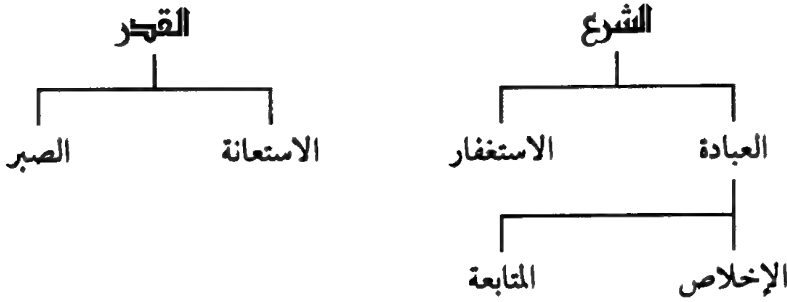 الشرع القدر
العبادة الاستغفار الاستعانة الصبر
الإخلاص المتابعة